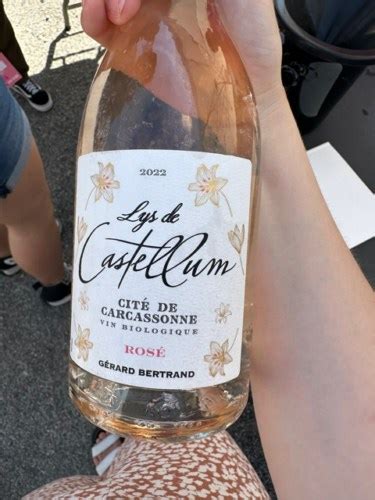 2022
Lys de
Castellum
CITÉ DE
CARCASSONNE
VIN BIOLOGIQUE
ROSÉ
GÉRARD BERTRAND